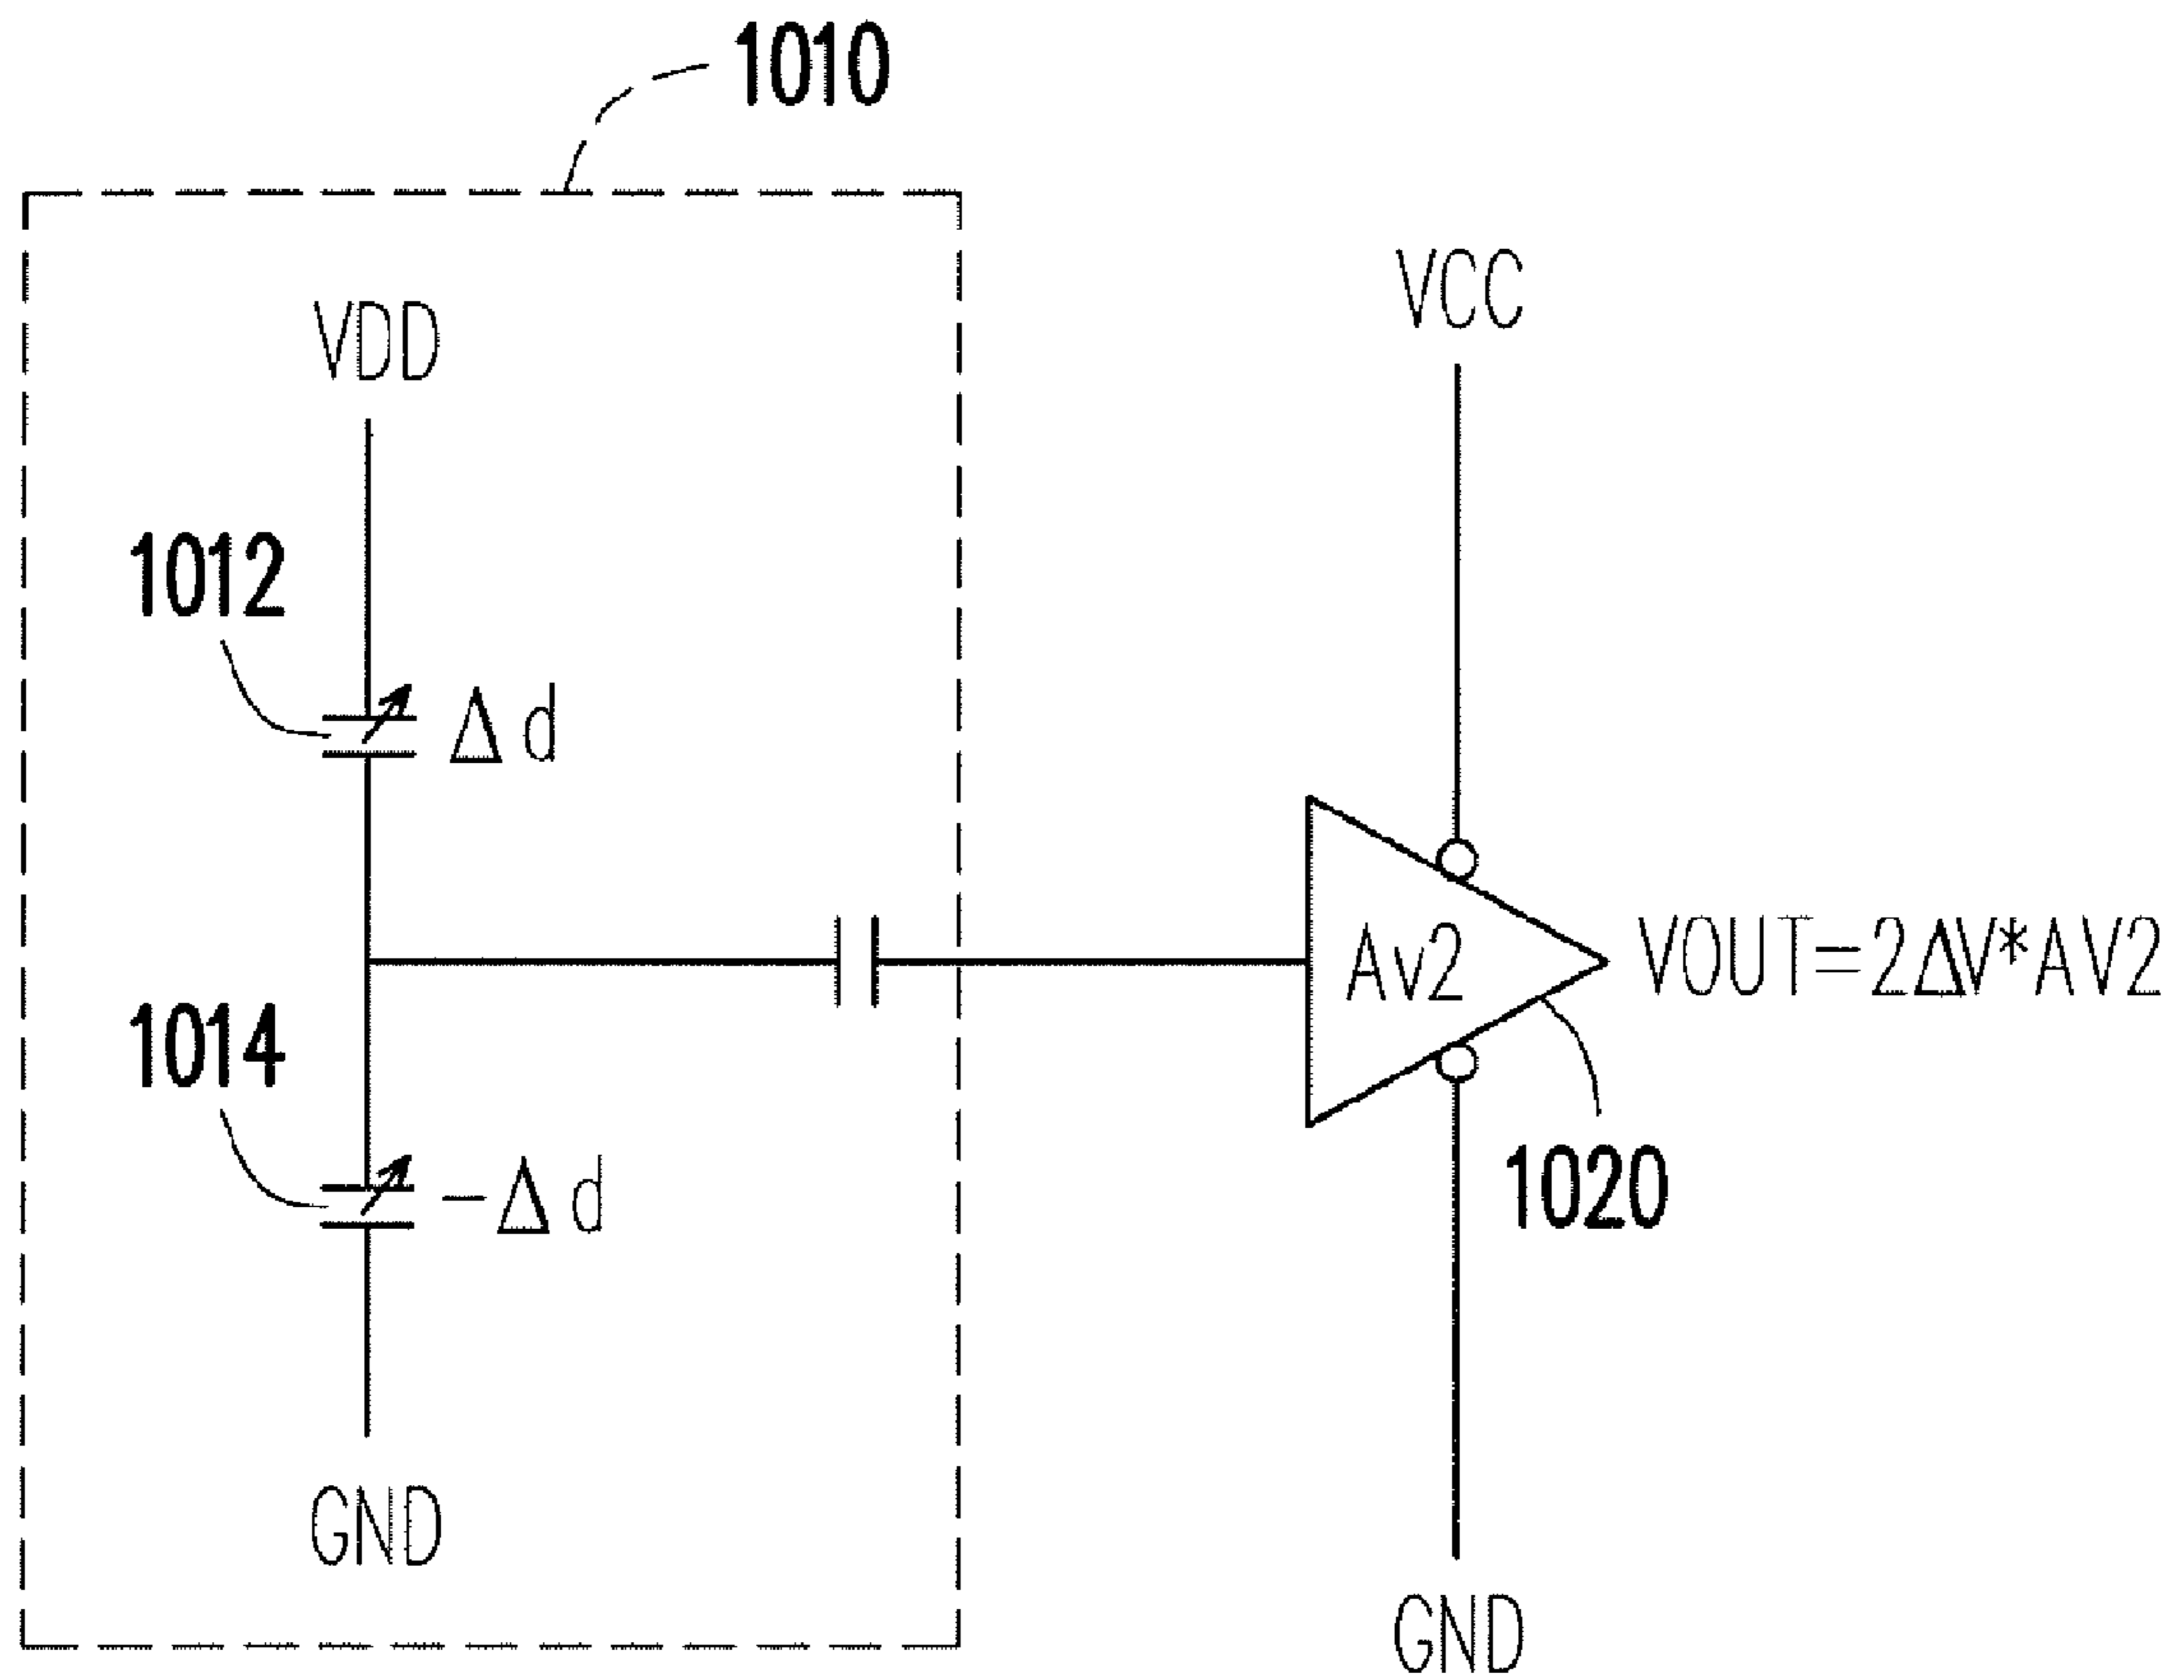 1010
VDD
VCC
1012
Δd
Av2
VOUT=2ΔV*AV2
1014
-Δd
1020
GND
GND